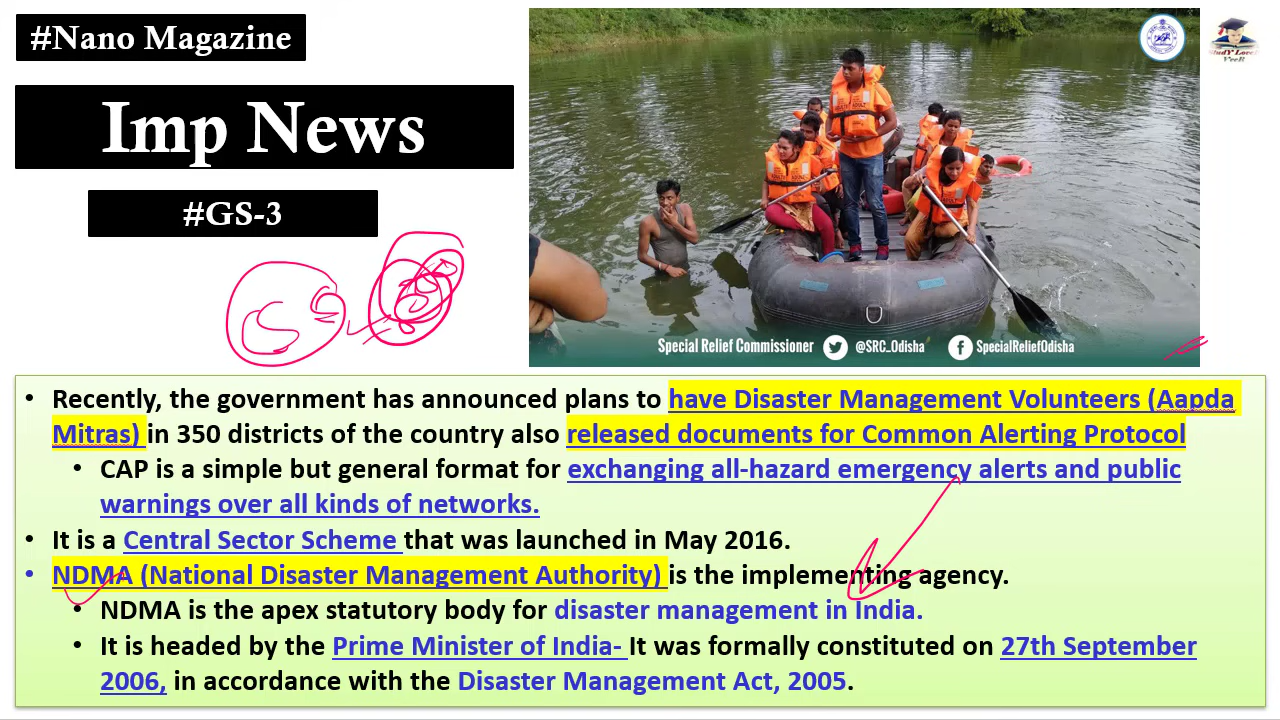 #Nano Magazine
Imp News
#GS-3
StudY LoveR
VeeR
Special Relief Commissioner @SRC_Odisha SpecialReliefOdisha
• Recently, the government has announced plans to have Disaster Management Volunteers (Aapda
Mitras) in 350 districts of the country also released documents for Common Alerting Protocol
• CAP is a simple but general format for exchanging all-hazard emergency alerts and public
warnings over all kinds of networks.
• It is a Central Sector Scheme that was launched in May 2016.
• NDMA (National Disaster Management Authority) is the implementing agency.
• NDMA is the apex statutory body for disaster management in India.
• It is headed by the Prime Minister of India- It was formally constituted on 27th September
2006, in accordance with the Disaster Management Act, 2005.